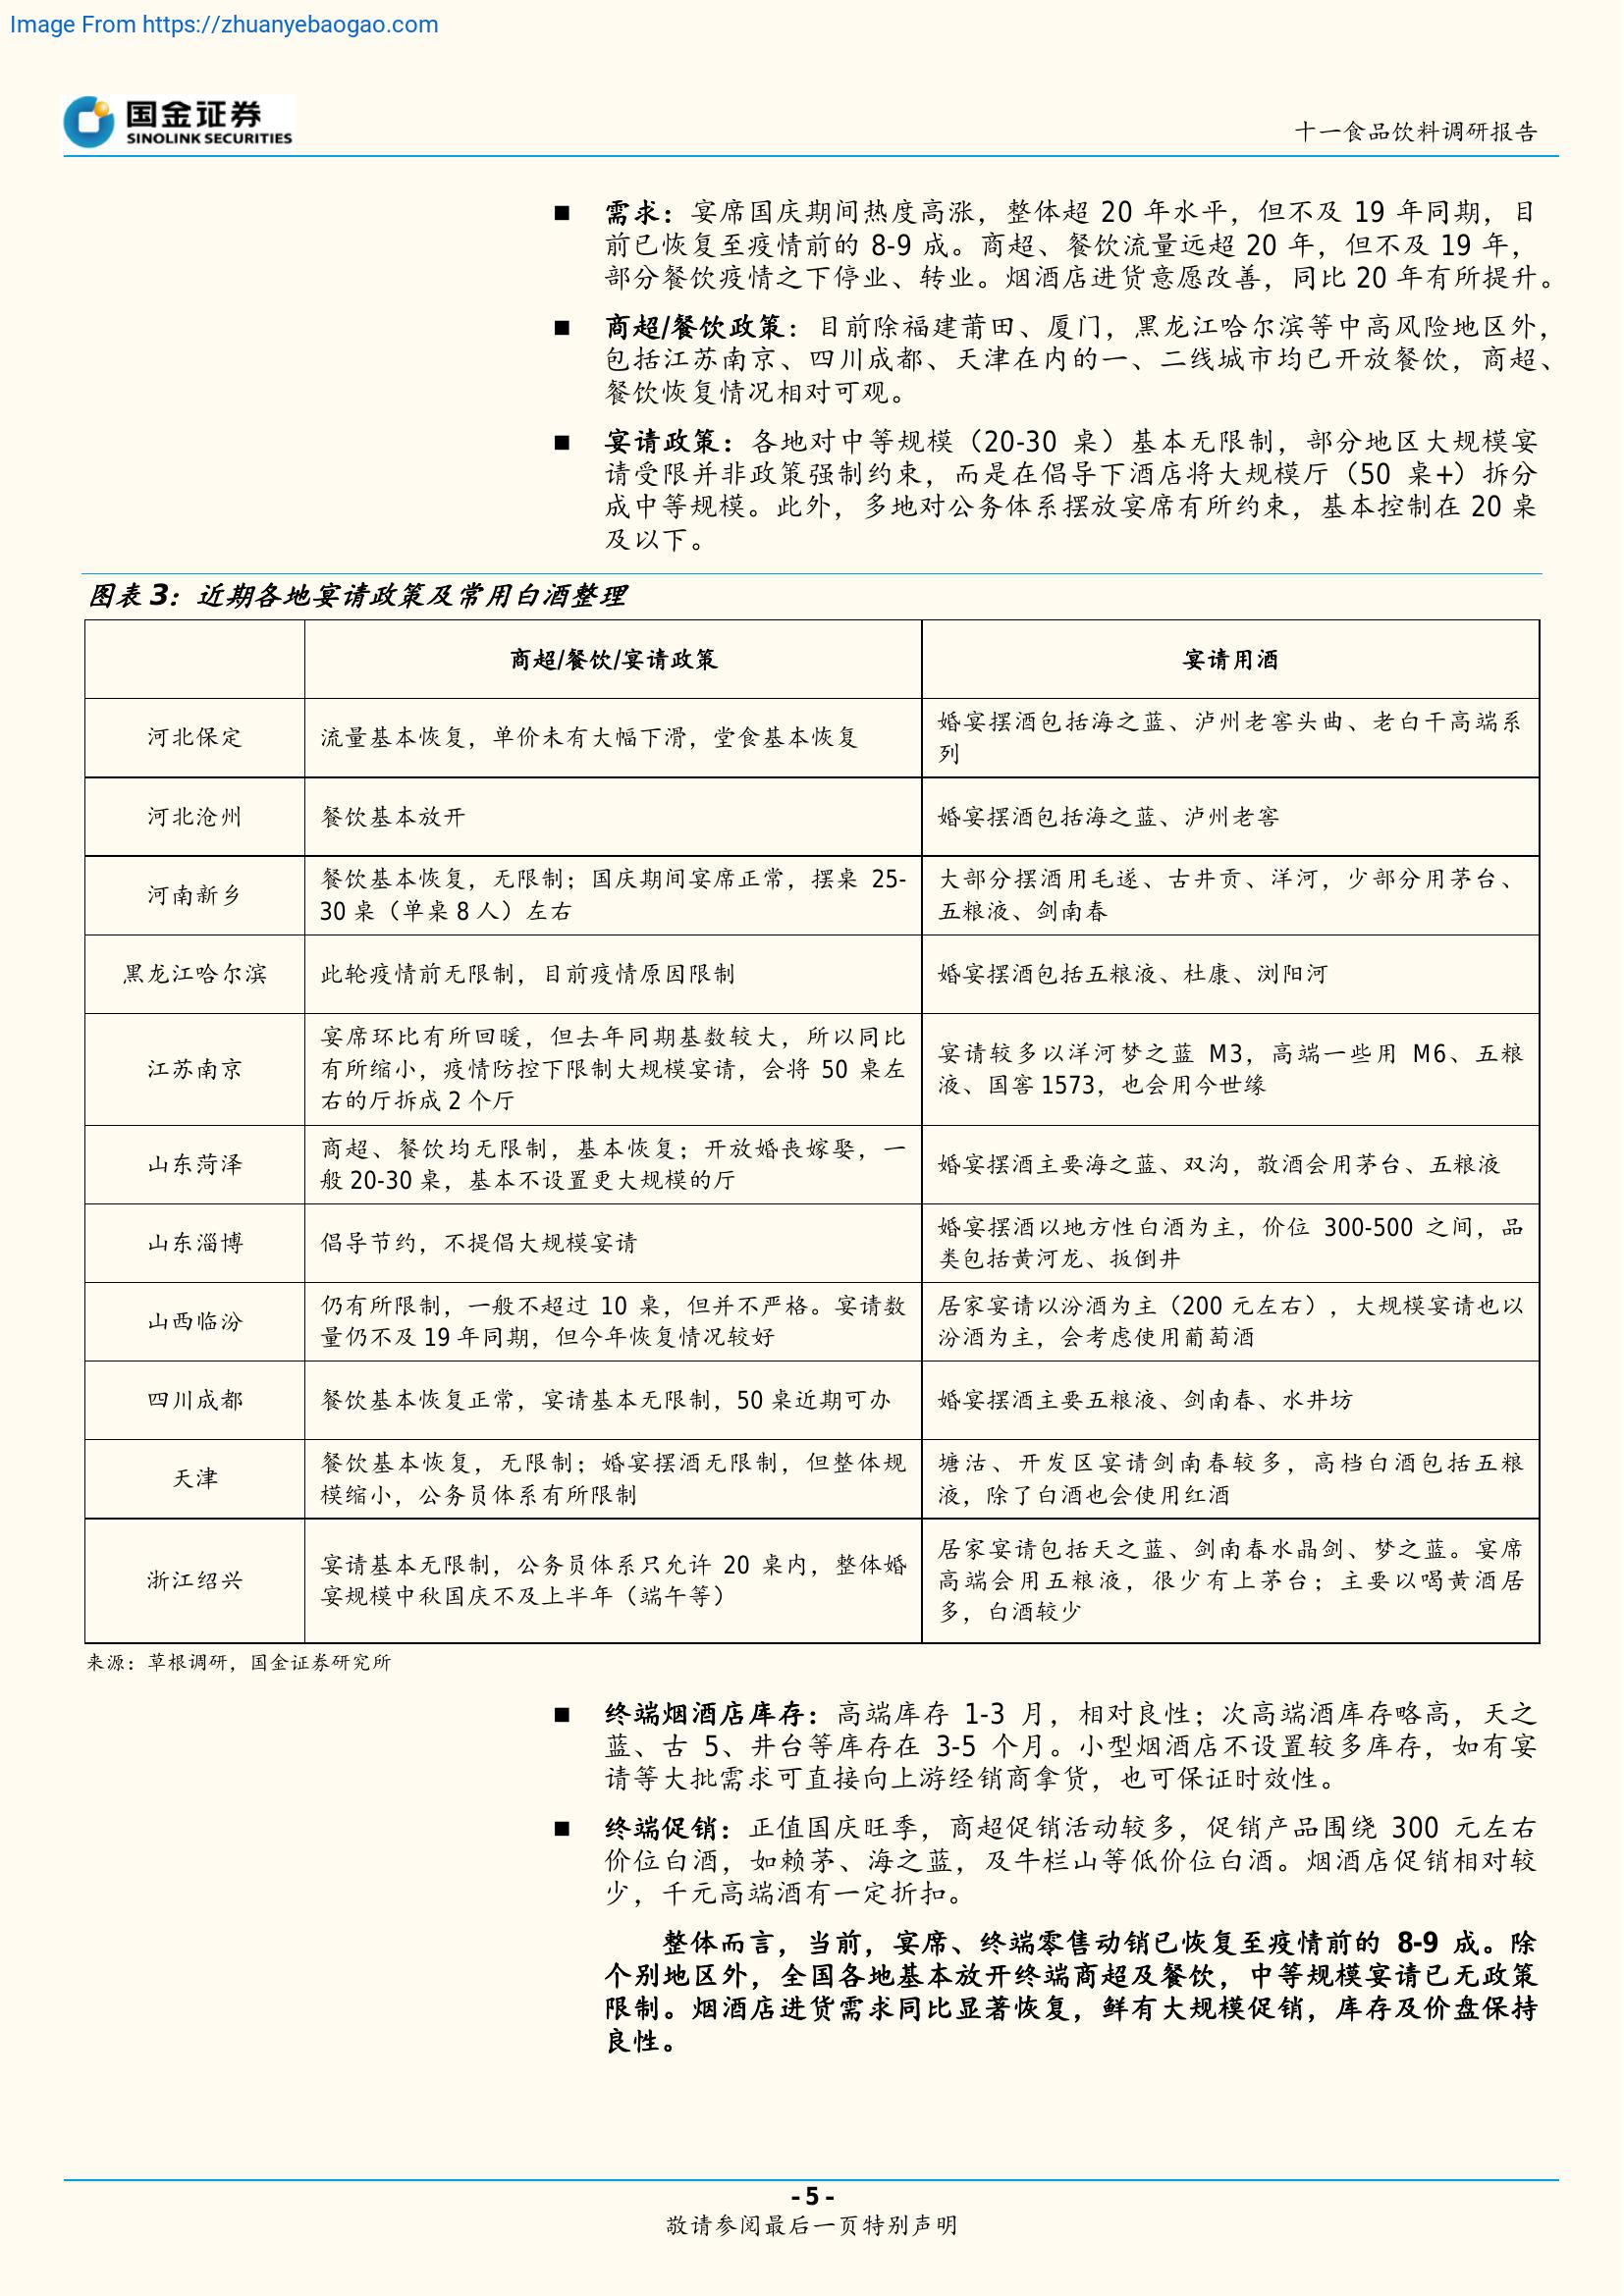 Image From https://zhuanyebaogao.com
国金证券
SINOLINK SECURITIES
十一食品饮料调研报告
■ 需求：宴席国庆期间热度高涨，整体超 20 年水平，但不及 19 年同期，目
前已恢复至疫情前的 8-9 成。商超、餐饮流量远超 20 年，但不及 19 年，
部分餐饮疫情之下停业、转业。烟酒店进货意愿改善，同比 20 年有所提升。
■ 商超/餐饮政策：目前除福建莆田、厦门，黑龙江哈尔滨等中高风险地区外，
包括江苏南京、四川成都、天津在内的一、二线城市均已开放餐饮，商超、
餐饮恢复情况相对可观。
■ 宴请政策：各地对中等规模（20-30 桌）基本无限制，部分地区大规模宴
请受限并非政策强制约束，而是在倡导下酒店将大规模厅（50 桌+）拆分
成中等规模。此外，多地对公务体系摆放宴席有所约束，基本控制在 20 桌
及以下。
图表 3：近期各地宴请政策及常用白酒整理
商超/餐饮/宴请政策
宴请用酒
河北保定
流量基本恢复，单价未有大幅下滑，堂食基本恢复
婚宴摆酒包括海之蓝、泸州老窖头曲、老白干高端系
列
河北沧州
餐饮基本放开
婚宴摆酒包括海之蓝、泸州老窖
河南新乡
餐饮基本恢复，无限制；国庆期间宴席正常，摆桌 25-
30 桌（单桌 8 人）左右
大部分摆酒用毛遂、古井贡、洋河，少部分用茅台、
五粮液、剑南春
黑龙江哈尔滨
此轮疫情前无限制，目前疫情原因限制
婚宴摆酒包括五粮液、杜康、浏阳河
江苏南京
宴席环比有所回暖，但去年同期基数较大，所以同比
有所缩小，疫情防控下限制大规模宴请，会将 50 桌左
右的厅拆成 2 个厅
宴请较多以洋河梦之蓝 M3，高端一些用 M6、五粮
液、国窖 1573，也会用今世缘
山东菏泽
商超、餐饮均无限制，基本恢复；开放婚丧嫁娶，一
般 20-30 桌，基本不设置更大规模的厅
婚宴摆酒主要海之蓝、双沟，敬酒会用茅台、五粮液
山东淄博
倡导节约，不提倡大规模宴请
婚宴摆酒以地方性白酒为主，价位 300-500 之间，品
类包括黄河龙、扳倒井
山西临汾
仍有所限制，一般不超过 10 桌，但并不严格。宴请数
量仍不及 19 年同期，但今年恢复情况较好
居家宴请以汾酒为主（200 元左右），大规模宴请也以
汾酒为主，会考虑使用葡萄酒
四川成都
餐饮基本恢复正常，宴请基本无限制，50 桌近期可办
婚宴摆酒主要五粮液、剑南春、水井坊
天津
餐饮基本恢复，无限制；婚宴摆酒无限制，但整体规
模缩小，公务员体系有所限制
塘沽、开发区宴请剑南春较多，高档白酒包括五粮
液，除了白酒也会使用红酒
浙江绍兴
宴请基本无限制，公务员体系只允许 20 桌内，整体婚
宴规模中秋国庆不及上半年（端午等）
居家宴请包括天之蓝、剑南春水晶剑、梦之蓝。宴席
高端会用五粮液，很少有上茅台；主要以喝黄酒居
多，白酒较少
来源：草根调研，国金证券研究所
■ 终端烟酒店库存：高端库存 1-3 月，相对良性；次高端酒库存略高，天之
蓝、古 5、井台等库存在 3-5 个月。小型烟酒店不设置较多库存，如有宴
请等大批需求可直接向上游经销商拿货，也可保证时效性。
■ 终端促销：正值国庆旺季，商超促销活动较多，促销产品围绕 300 元左右
价位白酒，如赖茅、海之蓝，及牛栏山等低价位白酒。烟酒店促销相对较
少，千元高端酒有一定折扣。
整体而言，当前，宴席、终端零售动销已恢复至疫情前的 8-9 成。除
个别地区外，全国各地基本放开终端商超及餐饮，中等规模宴请已无政策
限制。烟酒店进货需求同比显著恢复，鲜有大规模促销，库存及价盘保持
良性。
- 5 -
敬请参阅最后一页特别声明